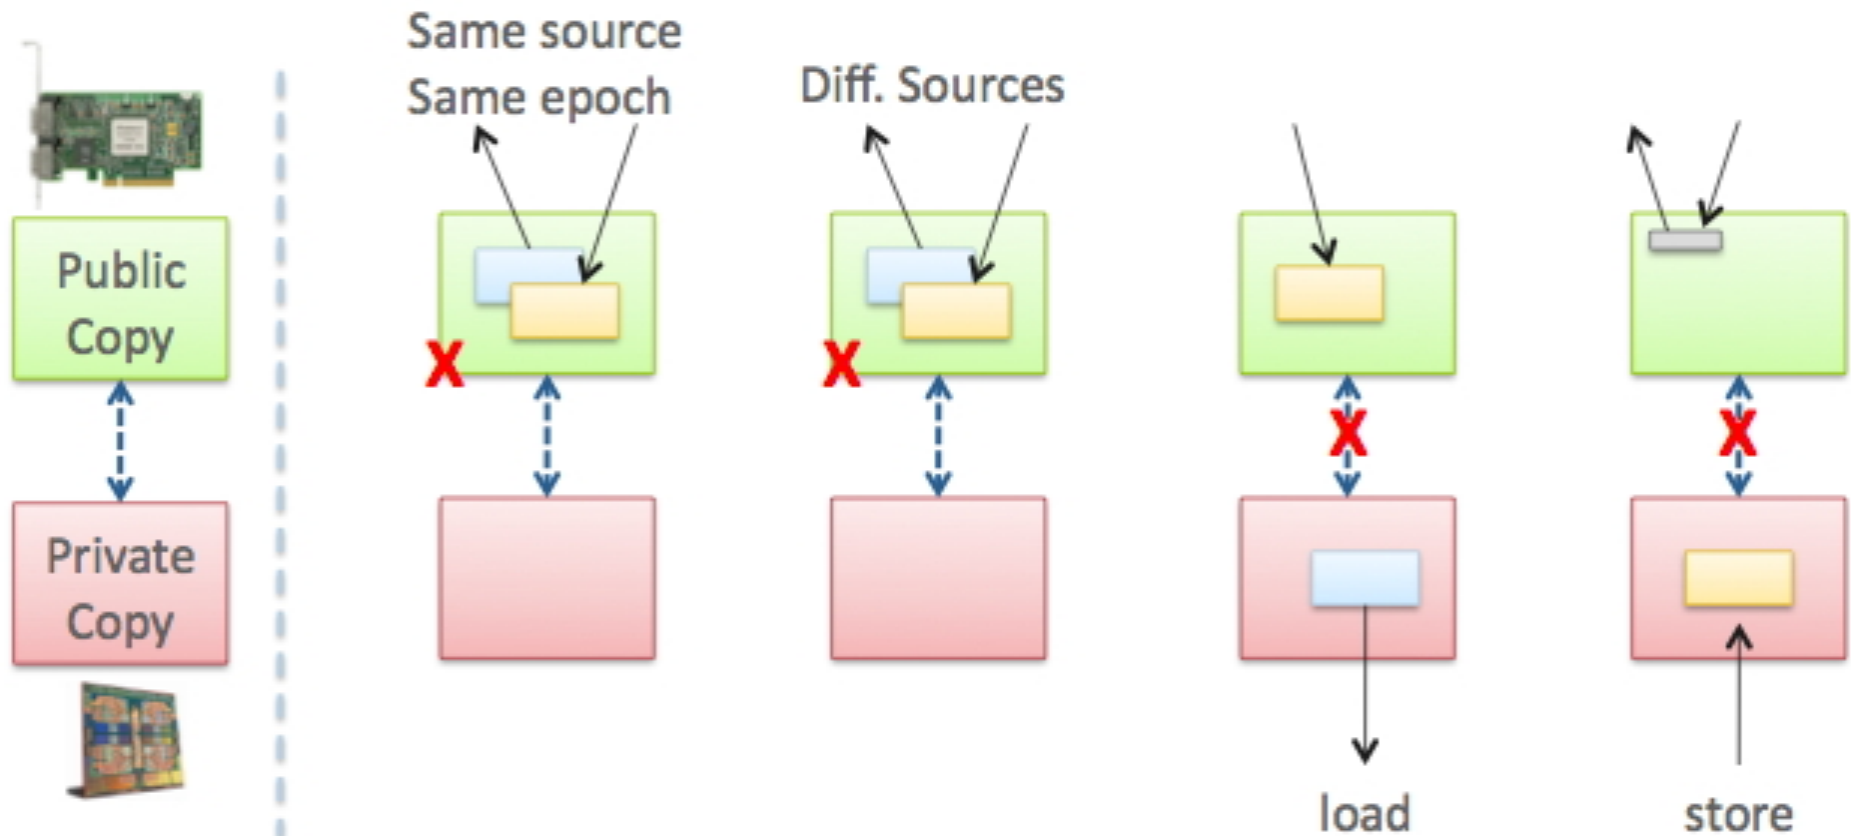 Same source
Same epoch
Diff. Sources
Public
Copy
X
X
X
X
Private
Copy
load
store